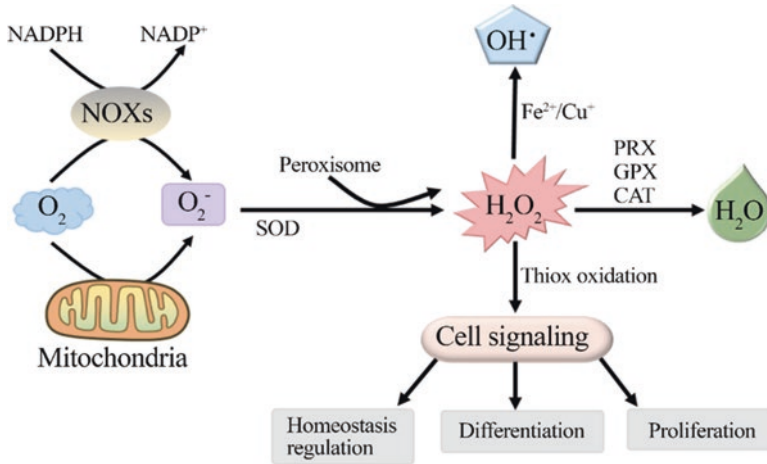 NADPH
NADP⁺
NOXs
O₂
O₂⁻
Mitochondria
Peroxisome
SOD
OH•
Fe²⁺/Cu⁺
H₂O₂
PRX
GPX
CAT
H₂O
Thiox oxidation
Cell signaling
Homeostasis
regulation
Differentiation
Proliferation